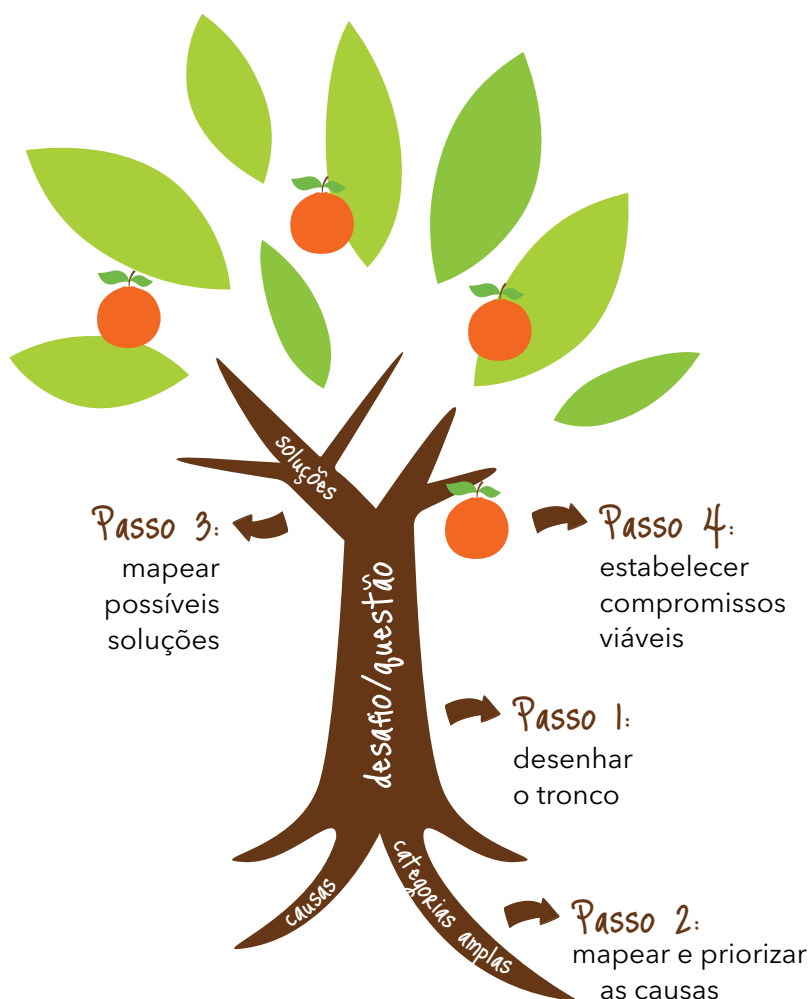 soluções
Passo 3:
mapear
possíveis
soluções
Passo 4:
estabelecer
compromissos
viáveis
desafio/questão
Passo 1:
desenhar
o tronco
causas
categorias amplas
Passo 2:
mapear e priorizar
as causas